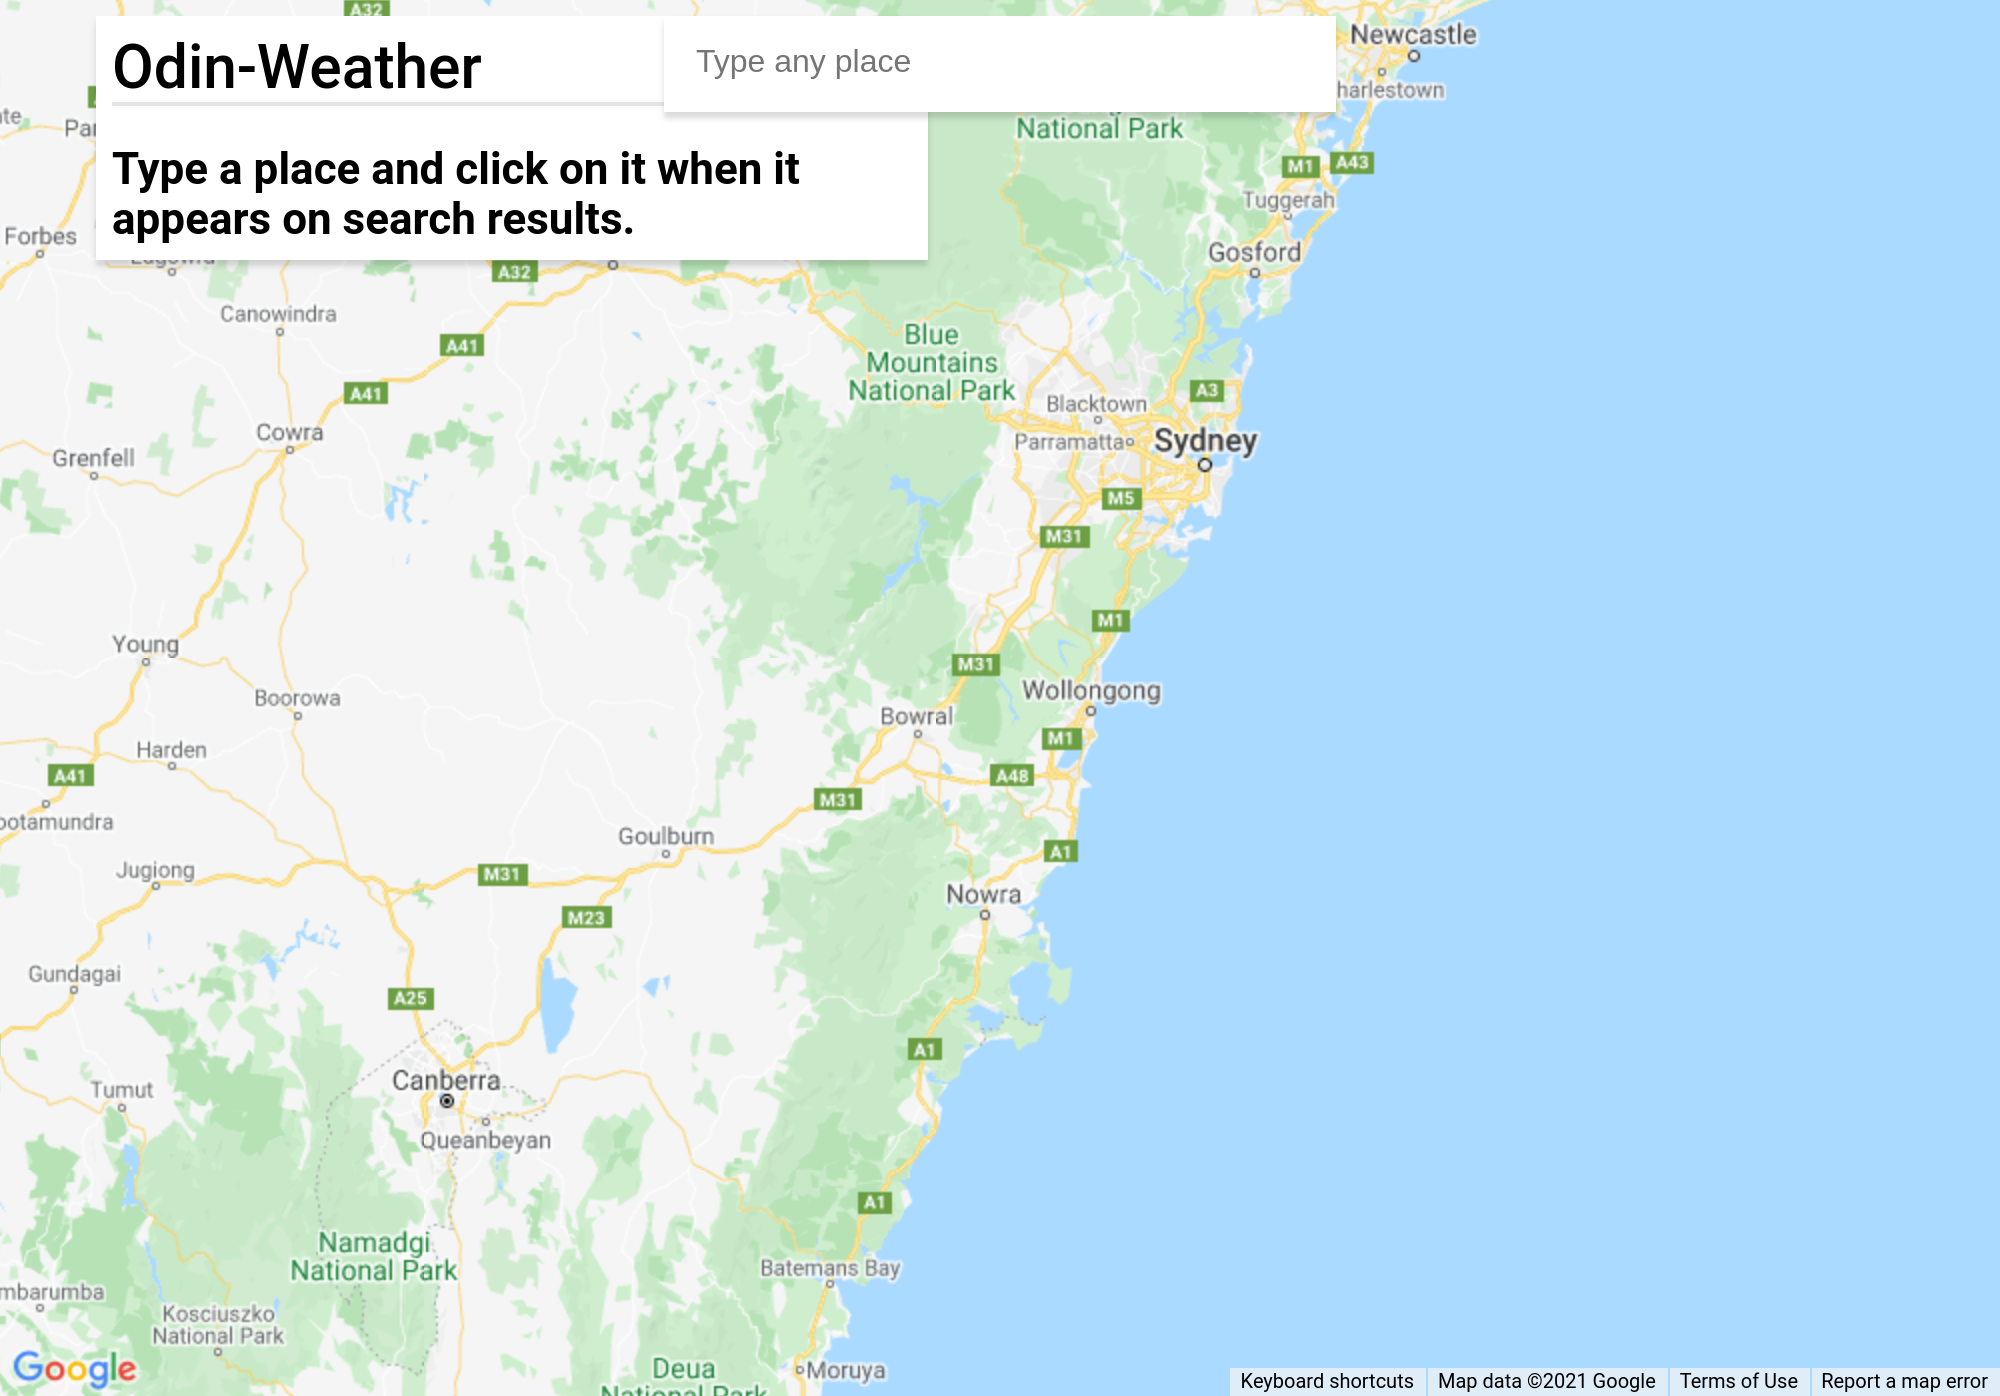 A32
Odin-Weather
Type any place
Newcastle
harlestown
Type a place and click on it when it
appears on search results.
National Park
M1
A43
Tuggerah
Forbes
Gosford
A32
Canowindra
A41
Blue
Mountains
National Park
A41
A3
Blacktown
Cowra
Parramatta
Sydney
Grenfell
M5
M31
M1
Young
M31
Wollongong
Boorowa
Bowral
M1
Harden
A41
A48
M31
ootamundra
Goulburn
A1
Jugiong
M31
Nowra
M23
Gundagai
A25
A1
Canberra
Tumut
Queanbeyan
A1
Namadgi
National Park
Batemans Bay
mbarumba
Kosciuszko
National Park
Google
Deua
National Park
Moruya
Keyboard shortcuts
Map data ©2021 Google
Terms of Use
Report a map error